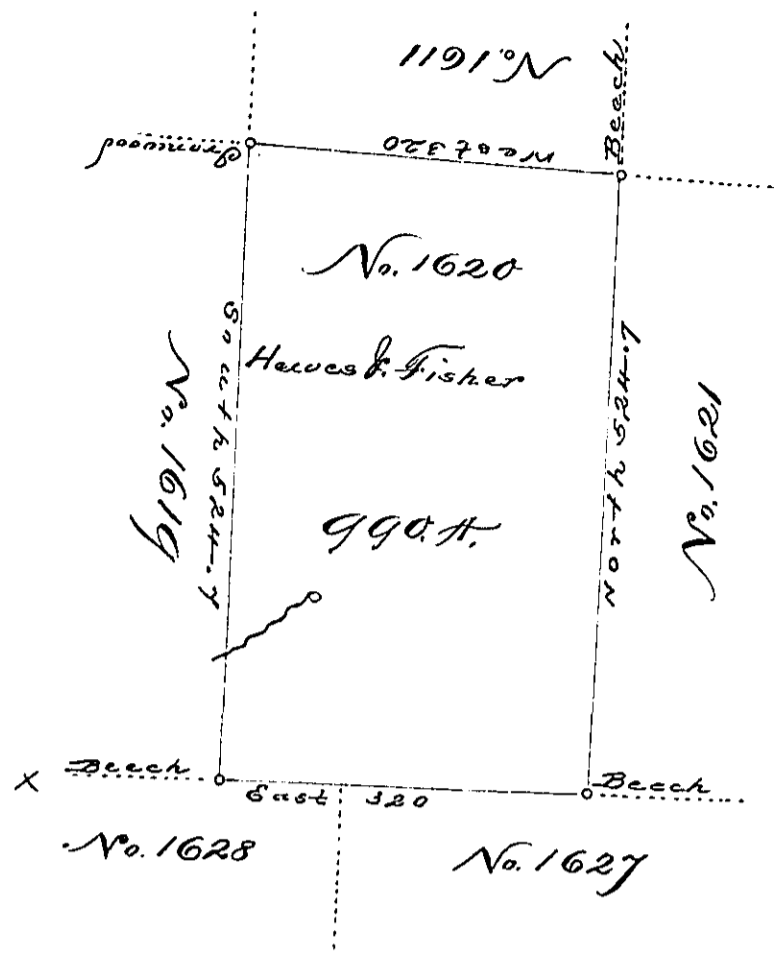 No. 1611
Beech
Ironwood
West 320
No. 1620
Hewes & Fisher
South 524.7
No. 1619
North 524.7
No. 1621
990. A.
X Beech
East 320
Beech
No. 1628
No. 1627